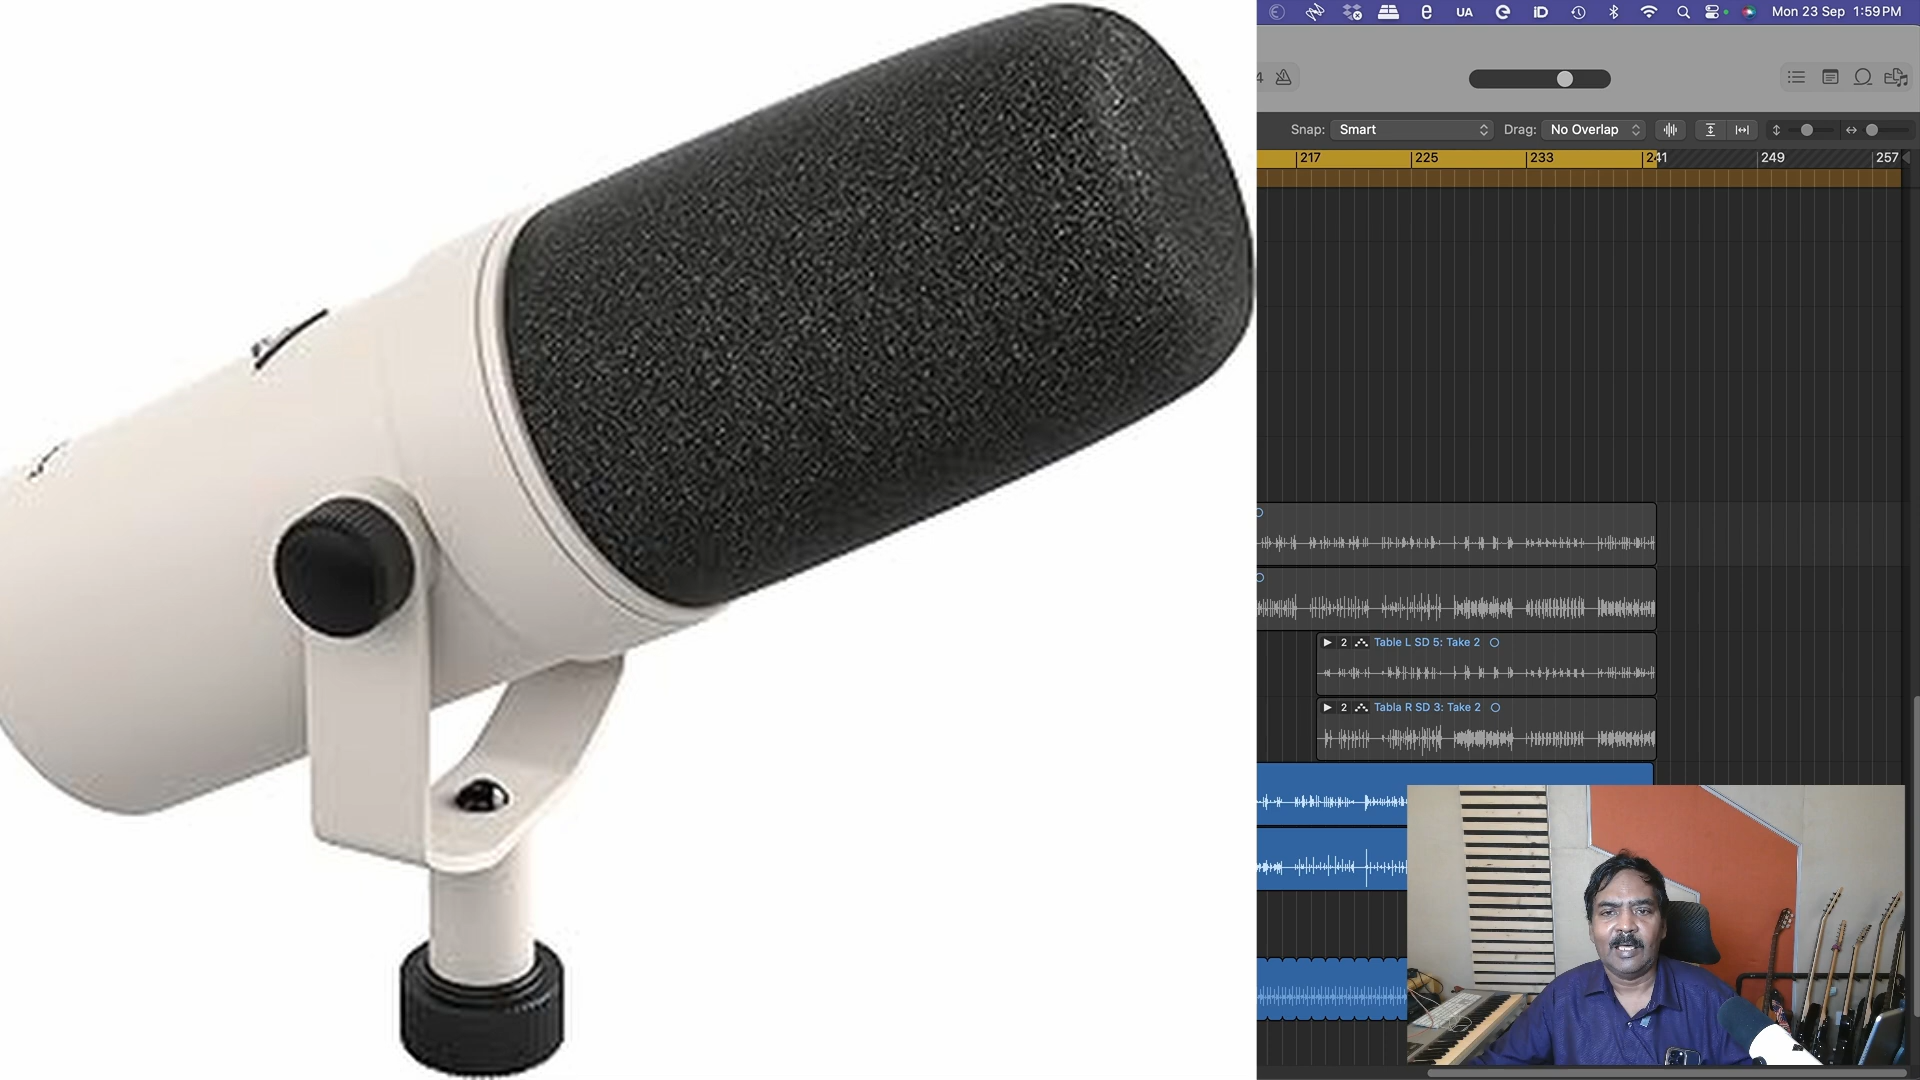 UA
iD
Mon 23 Sep 1:59 PM
4
Snap: Smart
Drag: No Overlap
217 225 233 241 249 257
2 Table L SD 5: Take 2
2 Tabla R SD 3: Take 2